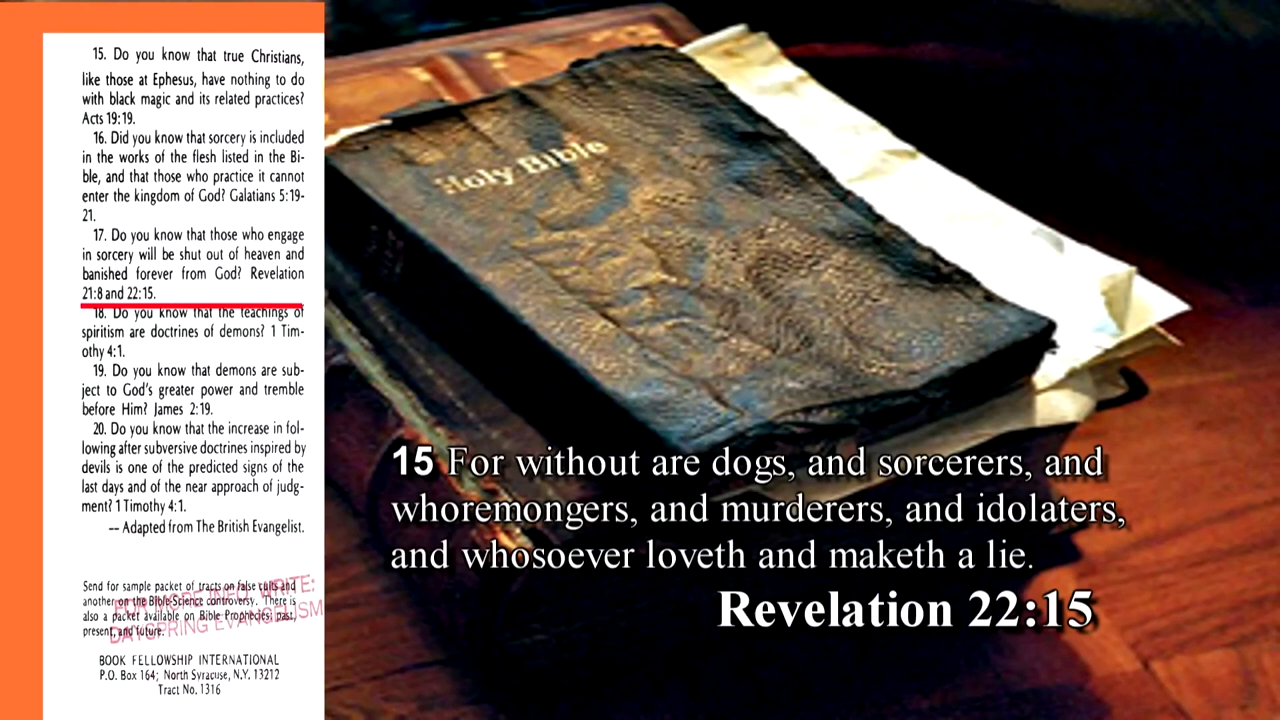 15. Do you know that true Christians,
like those at Ephesus, have nothing to do
with black magic and its related practices?
Acts 19:19.
16. Did you know that sorcery is included
in the works of the flesh listed in the Bi-
ble, and that those who practice it cannot
enter the kingdom of God? Galatians 5:19-
21.
17. Do you know that those who engage
in sorcery will be shut out of heaven and
banished forever from God? Revelation
21:8 and 22:15.
18. Do you know that the teachings of
spiritism are doctrines of demons? 1 Tim-
othy 4:1.
19. Do you know that demons are sub-
ject to God's greater power and tremble
before Him? James 2:19.
20. Do you know that the increase in fol-
lowing after subversive doctrines inspired by
devils is one of the predicted signs of the
last days and of the near approach of judg-
ment? 1 Timothy 4:1.
-- Adapted from The British Evangelist.
Send for sample packet of tracts on false cults and
another on the Bible-Science controversy. There is
also a packet available on Bible Prophecies: past,
present, and future.
FOR MORE INFO. WRITE:
DAYSPRING EVANGELISM
BOOK FELLOWSHIP INTERNATIONAL
P.O. Box 164; North Syracuse, N.Y. 13212
Tract No. 1316
Holy Bible
15 For without are dogs, and sorcerers, and
whoremongers, and murderers, and idolaters,
and whosoever loveth and maketh a lie.
Revelation 22:15